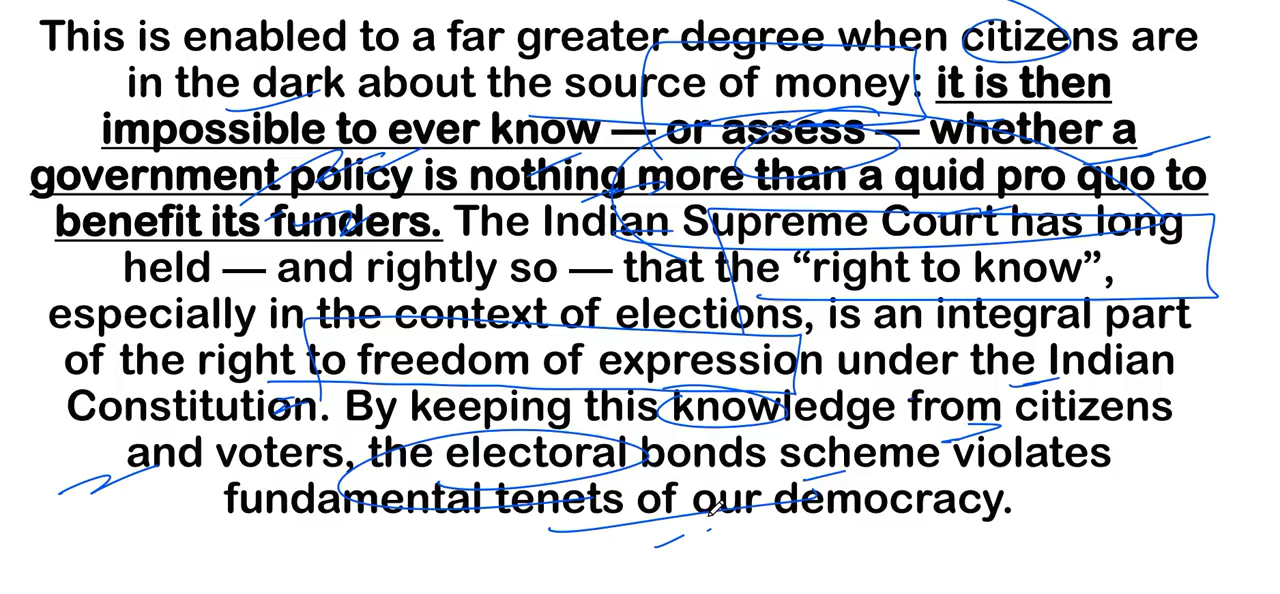 This is enabled to a far greater degree when citizens are
in the dark about the source of money: it is then
impossible to ever know — or assess — whether a
government policy is nothing more than a quid pro quo to
benefit its funders. The Indian Supreme Court has long
held — and rightly so — that the “right to know”,
especially in the context of elections, is an integral part
of the right to freedom of expression under the Indian
Constitution. By keeping this knowledge from citizens
and voters, the electoral bonds scheme violates
fundamental tenets of our democracy.